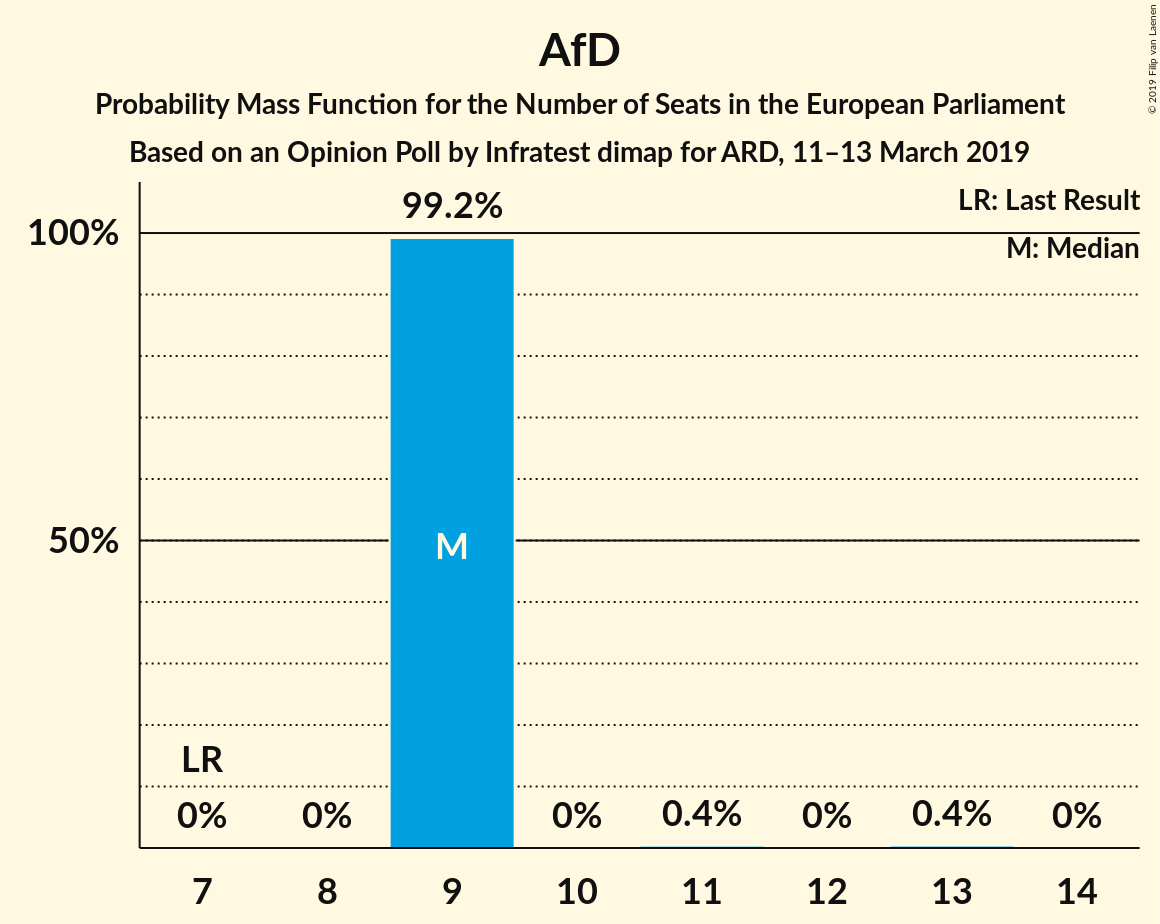 AfD
Probability Mass Function for the Number of Seats in the European Parliament
Based on an Opinion Poll by Infratest dimap for ARD, 11–13 March 2019
© 2019 Filip van Laenen
LR: Last Result
M: Median
99.2%
100%
50%
M
LR
0%
0%
0%
0.4%
0%
0.4%
0%
7
8
9
10
11
12
13
14